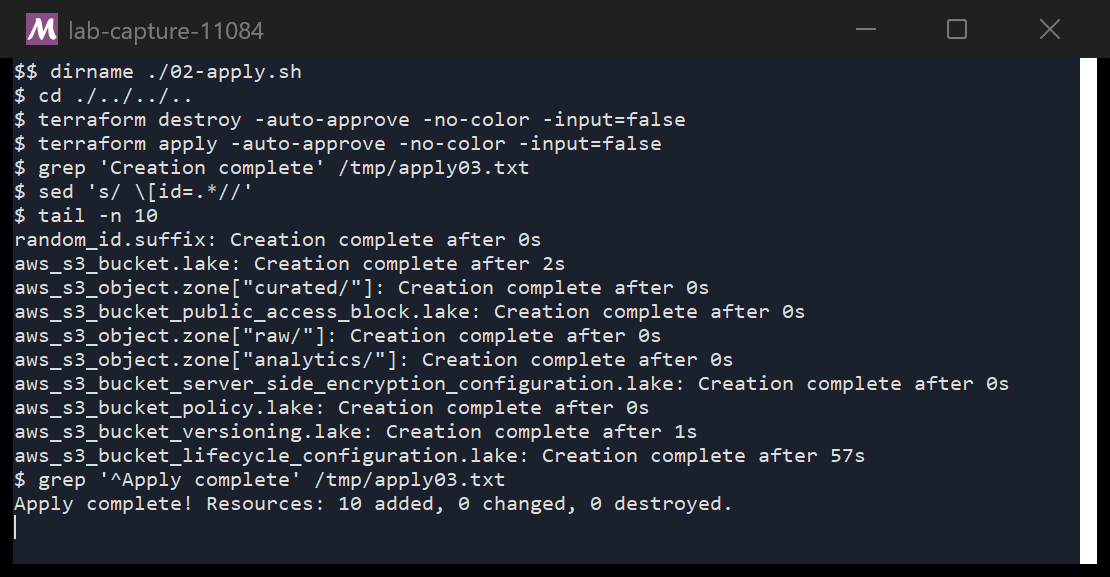 M lab-capture-11084
$$ dirname ./02-apply.sh
$ cd ./../../..
$ terraform destroy -auto-approve -no-color -input=false
$ terraform apply -auto-approve -no-color -input=false
$ grep 'Creation complete' /tmp/apply03.txt
$ sed 's/ \[id=.*//'
$ tail -n 10
random_id.suffix: Creation complete after 0s
aws_s3_bucket.lake: Creation complete after 2s
aws_s3_object.zone["curated/"]: Creation complete after 0s
aws_s3_bucket_public_access_block.lake: Creation complete after 0s
aws_s3_object.zone["raw/"]: Creation complete after 0s
aws_s3_object.zone["analytics/"]: Creation complete after 0s
aws_s3_bucket_server_side_encryption_configuration.lake: Creation complete after 0s
aws_s3_bucket_policy.lake: Creation complete after 0s
aws_s3_bucket_versioning.lake: Creation complete after 1s
aws_s3_bucket_lifecycle_configuration.lake: Creation complete after 57s
$ grep '^Apply complete' /tmp/apply03.txt
Apply complete! Resources: 10 added, 0 changed, 0 destroyed.